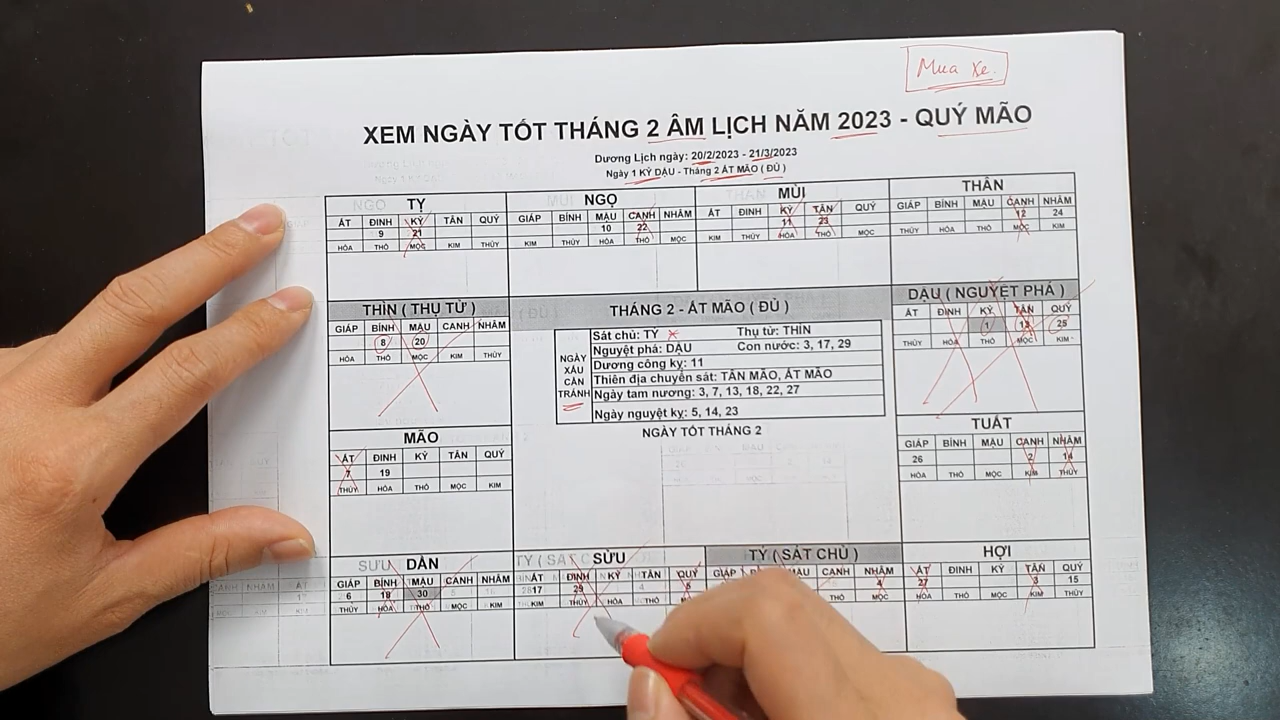 Mua Xe.
XEM NGÀY TỐT THÁNG 2 ÂM LỊCH NĂM 2023 - QUÝ MÃO
Dương Lịch ngày: 20/2/2023 - 21/3/2023
Ngày 1 KỶ DẬU - Tháng 2 ẤT MÃO ( ĐỦ )
TỴ
ẤT ĐINH KỶ TÂN QUÝ
9 21
HỎA THỔ MỘC KIM THỦY
NGỌ
GIÁP BÍNH MẬU CANH NHÂM
10 22
KIM THỦY HỎA THỔ MỘC
MÙI
ẤT ĐINH KỶ TÂN QUÝ
11 23
KIM THỦY HỎA THỔ MỘC
THÂN
GIÁP BÍNH MẬU CANH NHÂM
12 24
THỦY HỎA THỔ MỘC KIM
THÌN ( THỤ TỬ )
GIÁP BÍNH MẬU CANH NHÂM
8 20
HỎA THỔ MỘC KIM THỦY
THÁNG 2 - ẤT MÃO ( ĐỦ )
NGÀY XẤU CẦN TRÁNH
Sát chủ: TÝ Thụ tử: THÌN
Nguyệt phá: DẬU Con nước: 3, 17, 29
Dương công kỵ: 11
Thiên địa chuyển sát: TÂN MÃO, ẤT MÃO
Ngày tam nương: 3, 7, 13, 18, 22, 27
Ngày nguyệt kỵ: 5, 14, 23
NGÀY TỐT THÁNG 2
DẬU ( NGUYỆT PHÁ )
ẤT ĐINH KỶ TÂN QUÝ
1 13 25
THỦY HỎA THỔ MỘC KIM
MÃO
ẤT ĐINH KỶ TÂN QUÝ
7 19
THỦY HỎA THỔ MỘC KIM
TUẤT
GIÁP BÍNH MẬU CANH NHÂM
26 2 14
HỎA THỔ MỘC KIM THỦY
DẦN
GIÁP BÍNH MẬU CANH NHÂM
6 18 30
THỦY HỎA THỔ MỘC KIM
SỬU
ẤT ĐINH KỶ TÂN QUÝ
17 29 5
KIM THỦY HỎA THỔ
TÝ ( SÁT CHỦ )
CANH NHÂM
4
THỔ MỘC
HỢI
ẤT ĐINH KỶ TÂN QUÝ
27 3 15
HỎA THỔ MỘC KIM THỦY